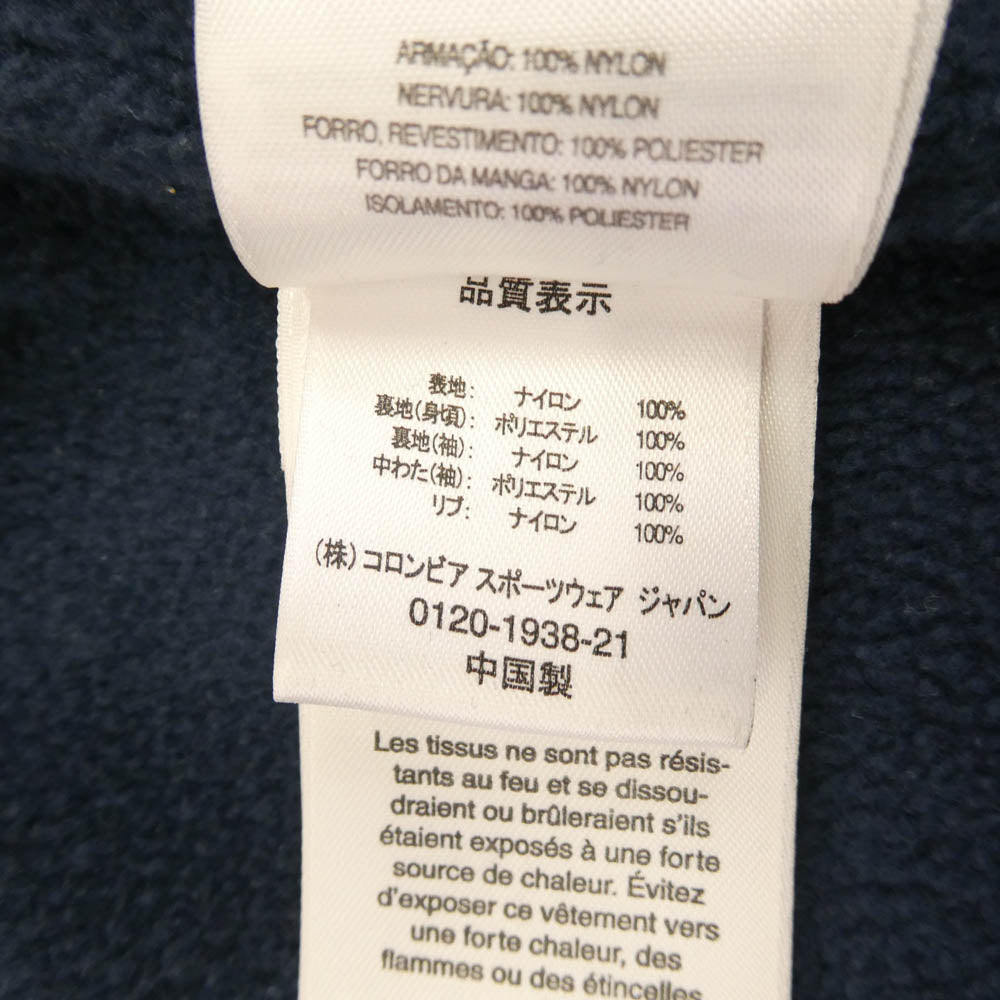 ARMAÇÃO: 100% NYLON
NERVURA: 100% NYLON
FORRO, REVESTIMENTO: 100% POLIESTER
FORRO DA MANGA: 100% NYLON
ISOLAMENTO: 100% POLIESTER
品質表示
表地: ナイロン 100%
裏地(身頃): ポリエステル 100%
裏地(袖): ナイロン 100%
中わた(袖): ポリエステル 100%
リブ: ナイロン 100%
(株) コロンビア スポーツウェア ジャパン
0120-1938-21
中国製
Les tissus ne sont pas résis-
tants au feu et se dissou-
draient ou brûleraient s'ils
étaient exposés à une forte
source de chaleur. Évitez
d'exposer ce vêtement vers
une forte chaleur, des
flammes ou des étincelles